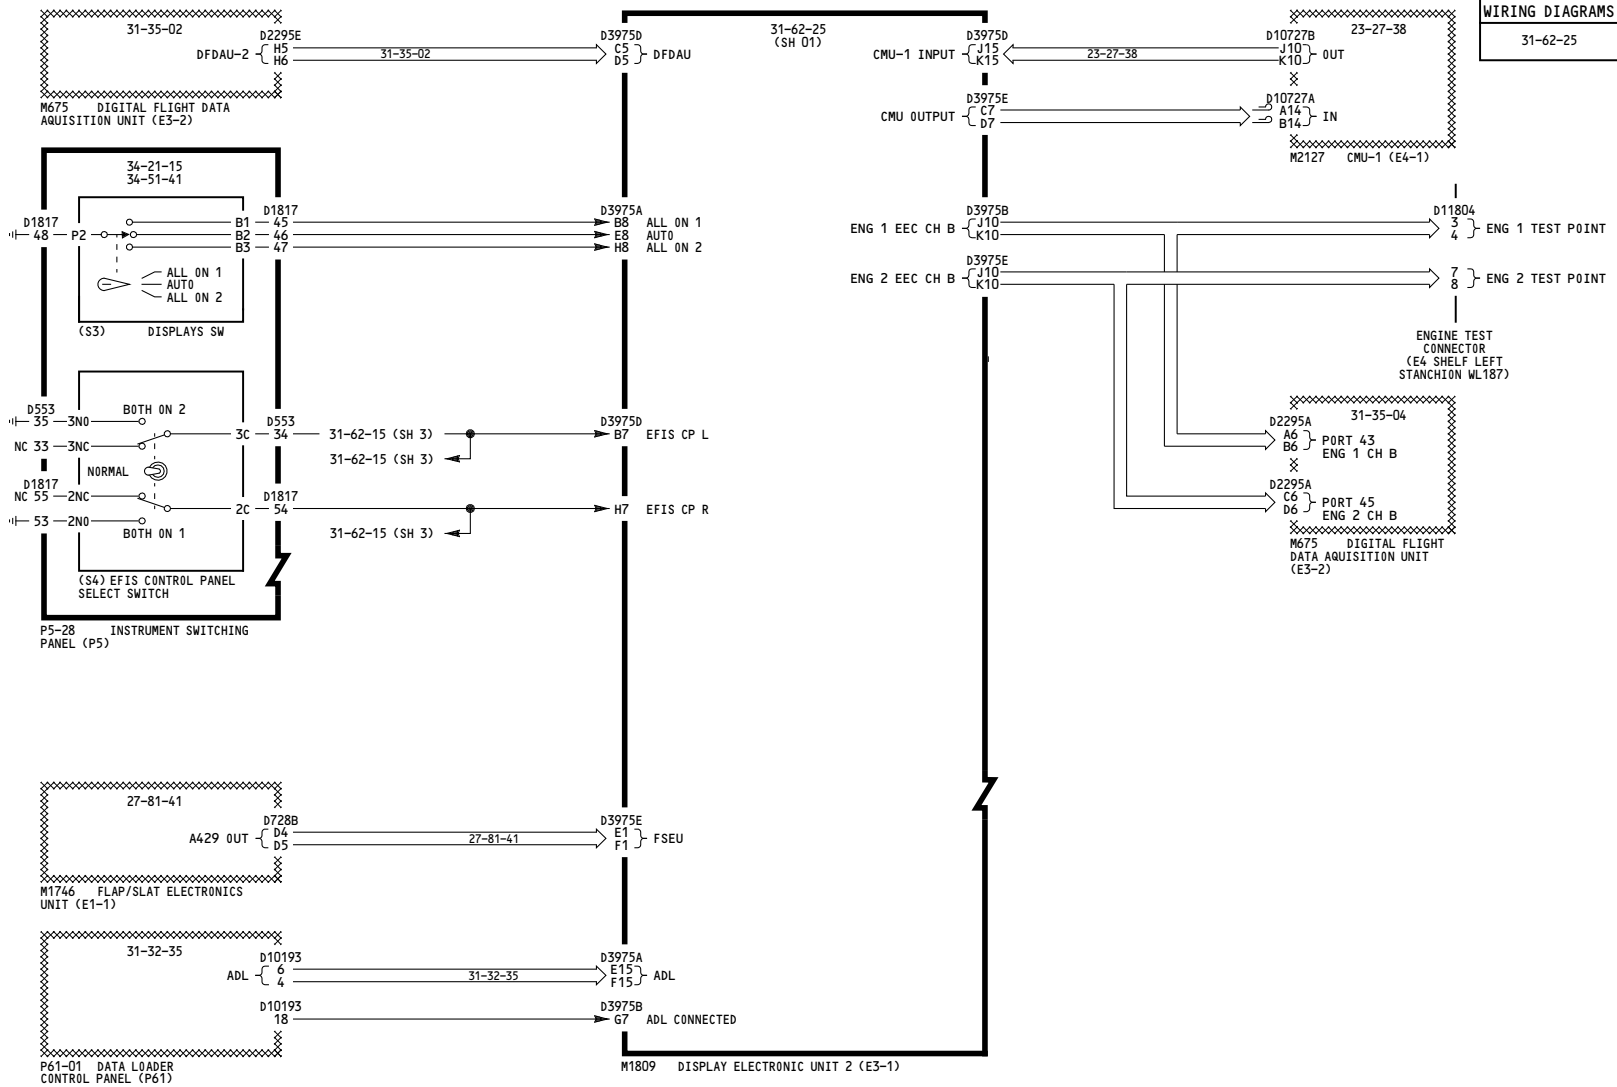 WIRING DIAGRAMS
31-62-25
31-35-02
D2295E
DFDAU-2
H5
H6
31-35-02
D3975D
C5
D5
DFDAU
M675 DIGITAL FLIGHT DATA
AQUISITION UNIT (E3-2)
31-62-25
(SH 01)
CMU-1 INPUT
D3975D
J15
K15
23-27-38
D10727B
J10
K10
OUT
23-27-38
CMU OUTPUT
D3975E
C7
D7
D10727A
A14
B14
IN
M2127 CMU-1 (E4-1)
34-21-15
34-51-41
D1817
48
P2
B1
B2
B3
D1817
45
46
47
D3975A
B8 ALL ON 1
E8 AUTO
H8 ALL ON 2
ALL ON 1
AUTO
ALL ON 2
(S3) DISPLAYS SW
ENG 1 EEC CH B
D3975B
J10
K10
D11804
3
4
ENG 1 TEST POINT
ENG 2 EEC CH B
D3975E
J10
K10
7
8
ENG 2 TEST POINT
ENGINE TEST
CONNECTOR
(E4 SHELF LEFT
STANCHION WL187)
D553
35 3NO
BOTH ON 2
NC 33 3NC
3C
D553
34
31-62-15 (SH 3)
31-62-15 (SH 3)
D3975D
B7 EFIS CP L
NORMAL
D1817
NC 55 2NC
2C
D1817
54
H7 EFIS CP R
53 2NO
BOTH ON 1
31-62-15 (SH 3)
(S4) EFIS CONTROL PANEL
SELECT SWITCH
P5-28 INSTRUMENT SWITCHING
PANEL (P5)
31-35-04
D2295A
A6
B6
PORT 43
ENG 1 CH B
D2295A
C6
D6
PORT 45
ENG 2 CH B
M675 DIGITAL FLIGHT
DATA AQUISITION UNIT
(E3-2)
27-81-41
D728B
A429 OUT
D4
D5
27-81-41
D3975E
E1
F1
FSEU
M1746 FLAP/SLAT ELECTRONICS
UNIT (E1-1)
31-32-35
D10193
ADL
6
4
31-32-35
D3975A
E15
F15
ADL
D10193
18
D3975B
G7 ADL CONNECTED
P61-01 DATA LOADER
CONTROL PANEL (P61)
M1809 DISPLAY ELECTRONIC UNIT 2 (E3-1)